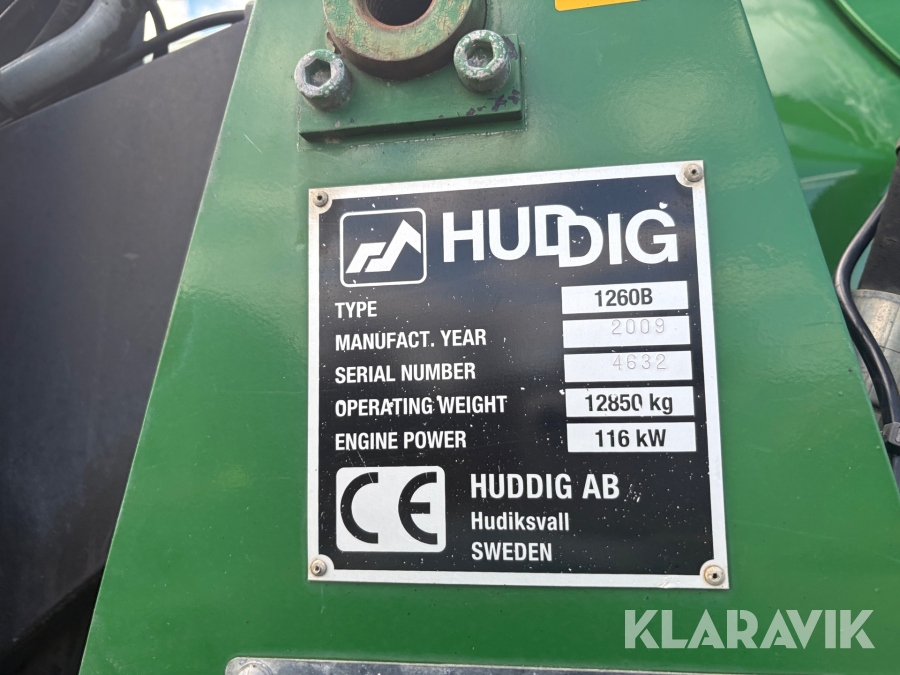 HUDDIG
TYPE 1260B
MANUFACT. YEAR 2009
SERIAL NUMBER 4632
OPERATING WEIGHT 12850 kg
ENGINE POWER 116 kW
CE
HUDDIG AB
Hudiksvall
SWEDEN
KLARAVIK